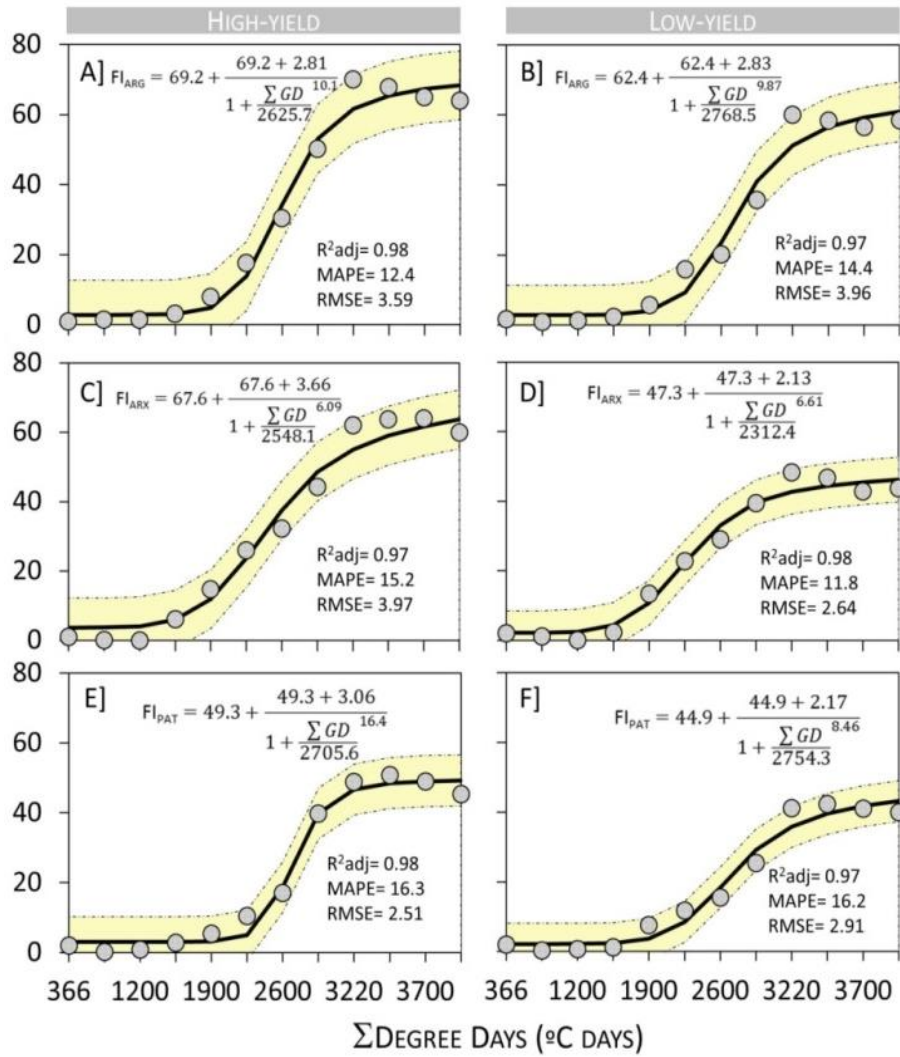 HIGH-YIELD
LOW-YIELD
80
60
40
20
0
A]
FI_ARG = 69.2 + (69.2 + 2.81) / (1 + (∑GD / 2625.7)^10.1)
R²adj= 0.98
MAPE= 12.4
RMSE= 3.59
B]
FI_ARG = 62.4 + (62.4 + 2.83) / (1 + (∑GD / 2768.5)^9.87)
R²adj= 0.97
MAPE= 14.4
RMSE= 3.96
80
60
40
20
0
C]
FI_ARX = 67.6 + (67.6 + 3.66) / (1 + (∑GD / 2548.1)^6.09)
R²adj= 0.97
MAPE= 15.2
RMSE= 3.97
D]
FI_ARX = 47.3 + (47.3 + 2.13) / (1 + (∑GD / 2312.4)^6.61)
R²adj= 0.98
MAPE= 11.8
RMSE= 2.64
80
60
40
20
0
E]
FI_PAT = 49.3 + (49.3 + 3.06) / (1 + (∑GD / 2705.6)^16.4)
R²adj= 0.98
MAPE= 16.3
RMSE= 2.51
F]
FI_PAT = 44.9 + (44.9 + 2.17) / (1 + (∑GD / 2754.3)^8.46)
R²adj= 0.97
MAPE= 16.2
RMSE= 2.91
366 1200 1900 2600 3220 3700
366 1200 1900 2600 3220 3700
∑DEGREE DAYS (ºC DAYS)